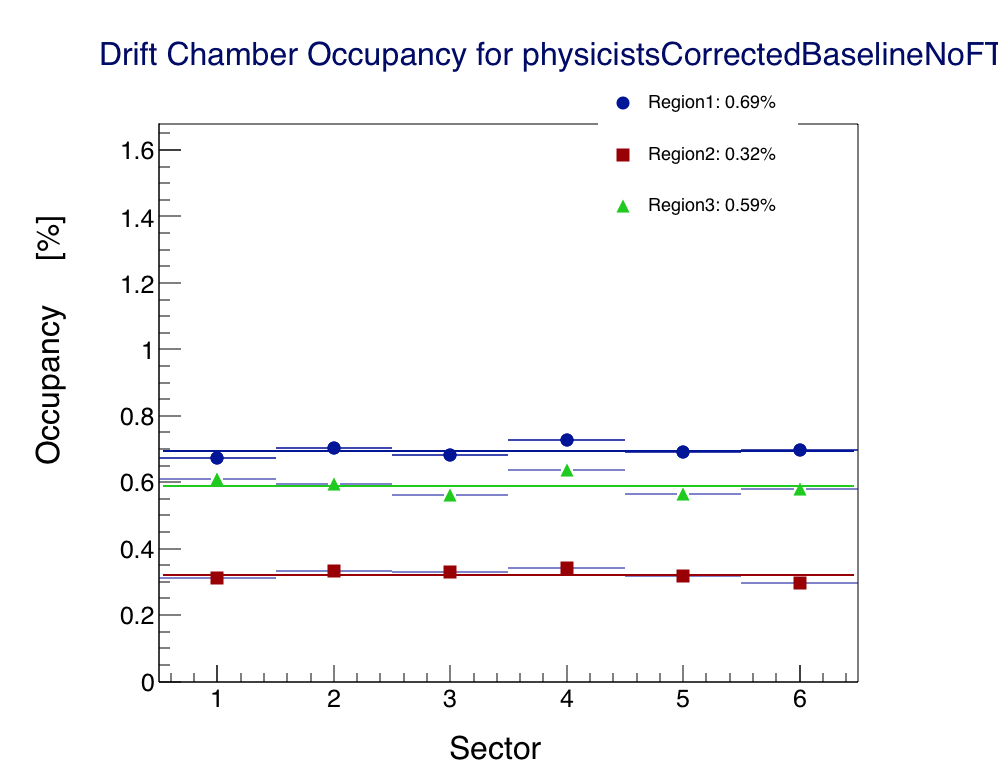 Drift Chamber Occupancy for physicistsCorrectedBaselineNoFT
Region1: 0.69%
Region2: 0.32%
Region3: 0.59%
Occupancy [%]
1.6
1.4
1.2
1
0.8
0.6
0.4
0.2
0
1 2 3 4 5 6
Sector